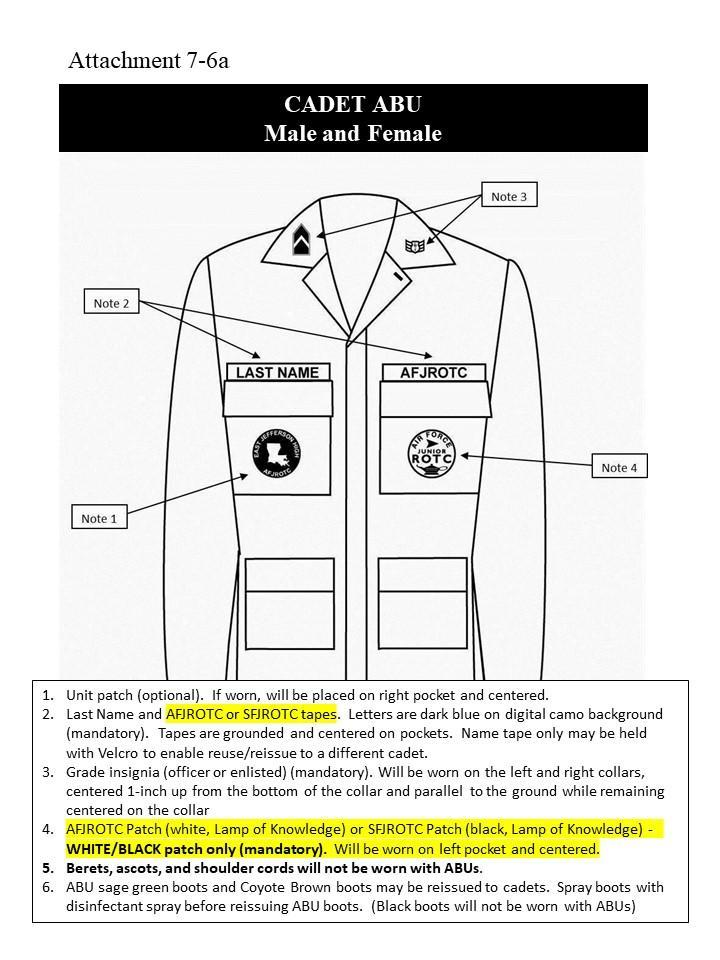 Attachment 7-6a
CADET ABU
Male and Female
Note 3
Note 2
LAST NAME
AFJROTC
EAST JEFFERSON HIGH
AFJROTC
AIR FORCE
JUNIOR
ROTC
Note 4
Note 1
1. Unit patch (optional). If worn, will be placed on right pocket and centered.
2. Last Name and AFJROTC or SFJROTC tapes. Letters are dark blue on digital camo background
(mandatory). Tapes are grounded and centered on pockets. Name tape only may be held
with Velcro to enable reuse/reissue to a different cadet.
3. Grade insignia (officer or enlisted) (mandatory). Will be worn on the left and right collars,
centered 1-inch up from the bottom of the collar and parallel to the ground while remaining
centered on the collar
4. AFJROTC Patch (white, Lamp of Knowledge) or SFJROTC Patch (black, Lamp of Knowledge) -
WHITE/BLACK patch only (mandatory). Will be worn on left pocket and centered.
5. Berets, ascots, and shoulder cords will not be worn with ABUs.
6. ABU sage green boots and Coyote Brown boots may be reissued to cadets. Spray boots with
disinfectant spray before reissuing ABU boots. (Black boots will not be worn with ABUs)